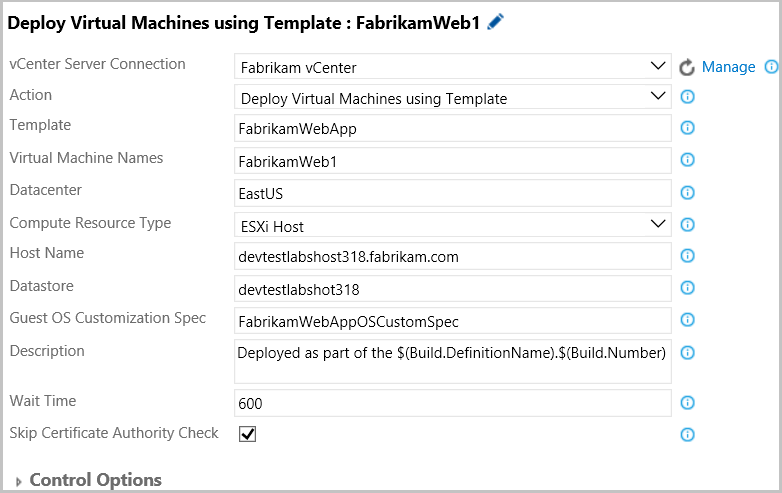 Deploy Virtual Machines using Template : FabrikamWeb1
vCenter Server Connection Fabrikam vCenter Manage
Action Deploy Virtual Machines using Template
Template FabrikamWebApp
Virtual Machine Names FabrikamWeb1
Datacenter EastUS
Compute Resource Type ESXi Host
Host Name devtestlabshost318.fabrikam.com
Datastore devtestlabshot318
Guest OS Customization Spec FabrikamWebAppOSCustomSpec
Description Deployed as part of the $(Build.DefinitionName).$(Build.Number)
Wait Time 600
Skip Certificate Authority Check
Control Options